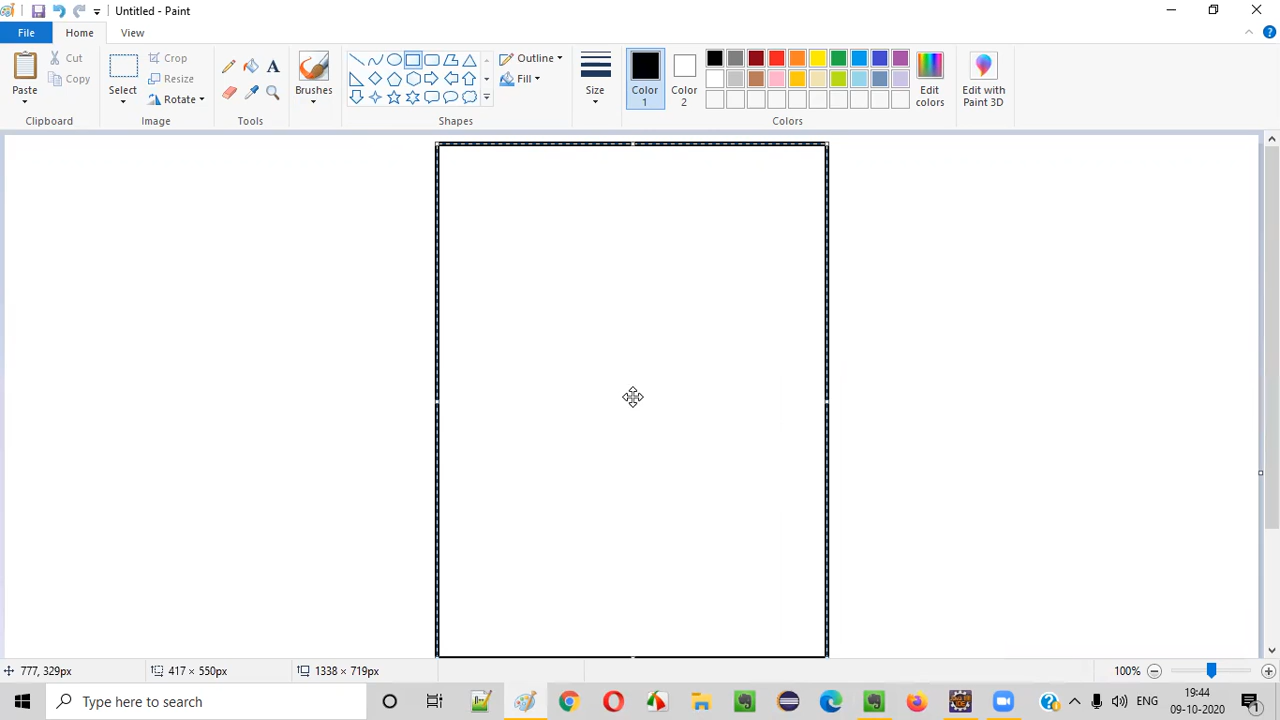 Untitled - Paint
File Home View
Paste Cut Copy
Select Crop Resize Rotate
A
Brushes
Outline Fill
Size
Color 1
Color 2
Edit colors
Edit with Paint 3D
Clipboard Image Tools Shapes Colors
777, 329px 417 × 550px 1338 × 719px 100%
Type here to search
ENG
19:44
09-10-2020
1